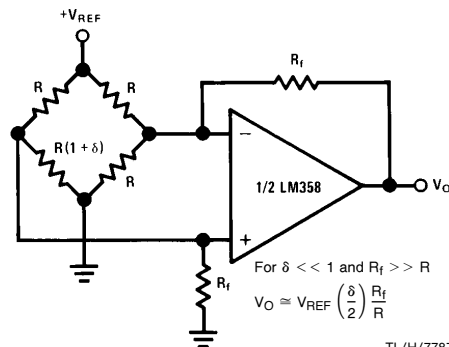 +VREF
R
R
Rf
R(1 + δ)
R
−
1/2 LM358
VO
+
Rf
For δ << 1 and Rf >> R
VO ≅ VREF (δ/2) Rf/R